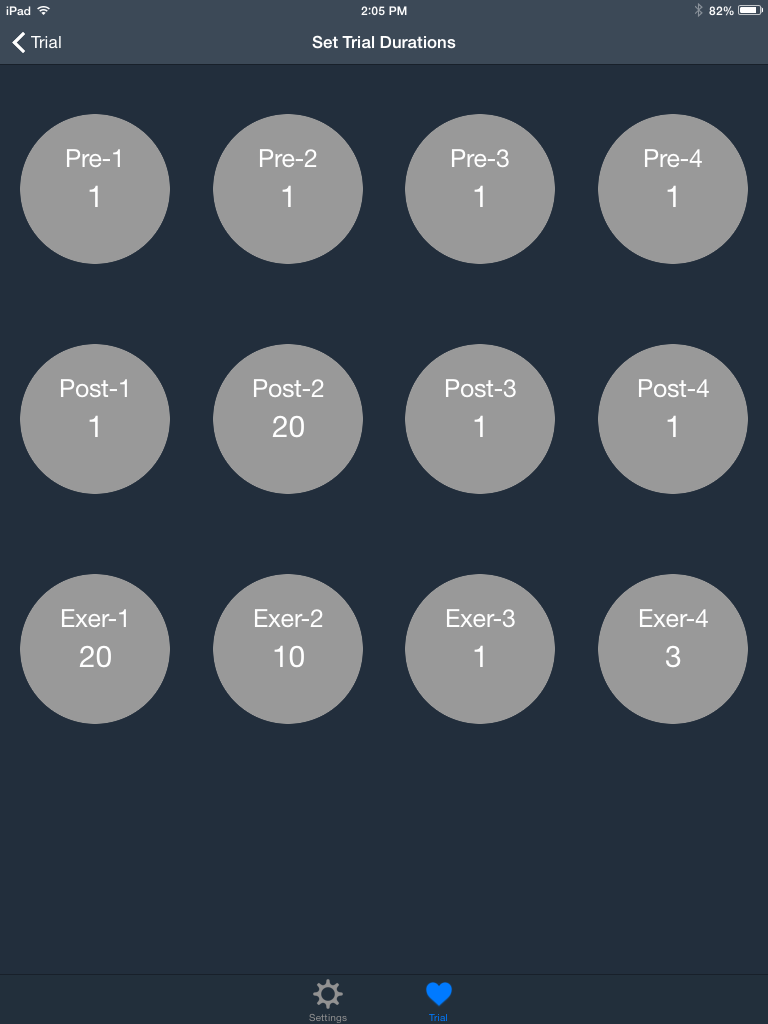 iPad 2:05 PM 82%
Trial Set Trial Durations
Pre-1 Pre-2 Pre-3 Pre-4
1 1 1 1
Post-1 Post-2 Post-3 Post-4
1 20 1 1
Exer-1 Exer-2 Exer-3 Exer-4
20 10 1 3
Settings Trial